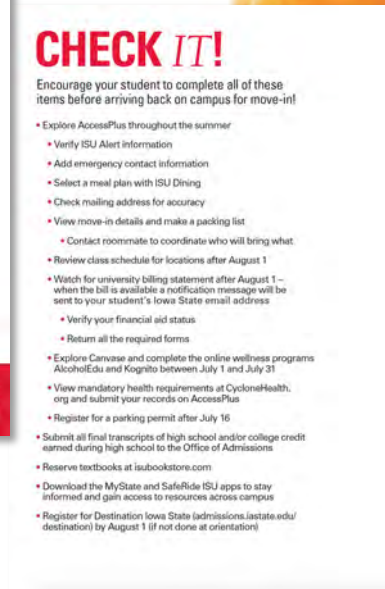 CHECK IT!
Encourage your student to complete all of these
items before arriving back on campus for move-in!
• Explore AccessPlus throughout the summer
• Verify ISU Alert information
• Add emergency contact information
• Select a meal plan with ISU Dining
• Check mailing address for accuracy
• View move-in details and make a packing list
• Contact roommate to coordinate who will bring what
• Review class schedule for locations after August 1
• Watch for university billing statement after August 1 –
when the bill is available a notification message will be
sent to your student's Iowa State email address
• Verify your financial aid status
• Return all the required forms
• Explore Canvase and complete the online wellness programs
AlcoholEdu and Kognito between July 1 and July 31
• View mandatory health requirements at CycloneHealth.
org and submit your records on AccessPlus
• Register for a parking permit after July 16
• Submit all final transcripts of high school and/or college credit
earned during high school to the Office of Admissions
• Reserve textbooks at isubookstore.com
• Download the MyState and SafeRide ISU apps to stay
informed and gain access to resources across campus
• Register for Destination Iowa State (admissions.iastate.edu/
destination) by August 1 (if not done at orientation)